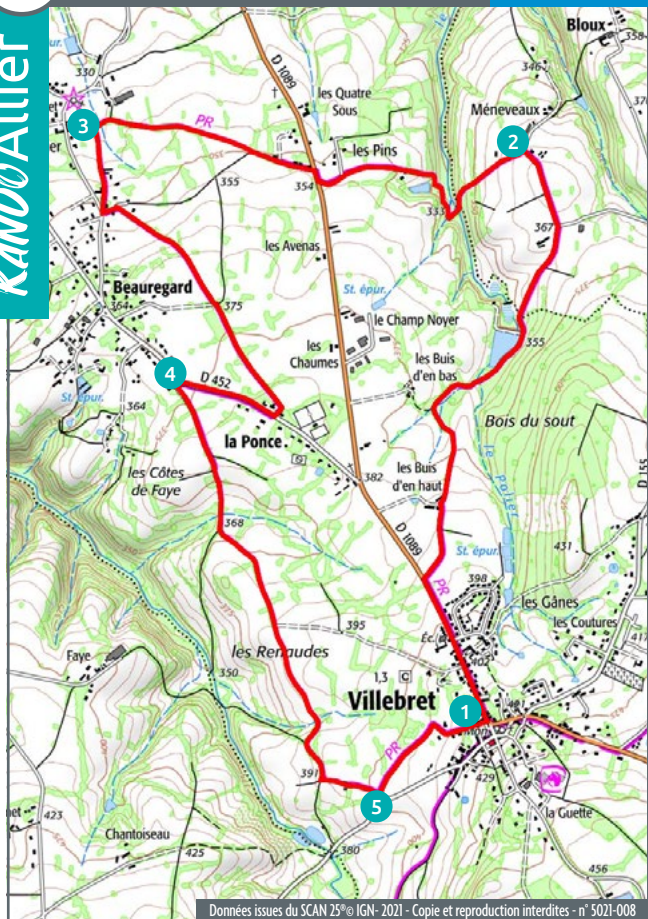 RANDOAllier
Bloux
358
330
D 1089
346
les Quatre
Sous
Méneveaux
3
PR
2
les Pins
354
333
355
367
les Avenas
Beauregard
St. épur.
375
364
le Champ Noyer
355
les
Chaumes
les Buis
d'en bas
4
D 452
St. épur.
364
Bois du sout
la Ponce
les Côtes
de Faye
382
les Buis
d'en haut
le Polier
D 155
368
D 1089
431
St. épur.
PR
398
les Gânes
395
Éc.
les Coutures
les Renaudes
Faye
402
350
1,3 C
Villebret
1
PR
391
5
429
la Guette
423
Chantoiseau
425
380
456
Données issues du SCAN 25®© IGN- 2021 - Copie et reproduction interdites - n° 5021-008